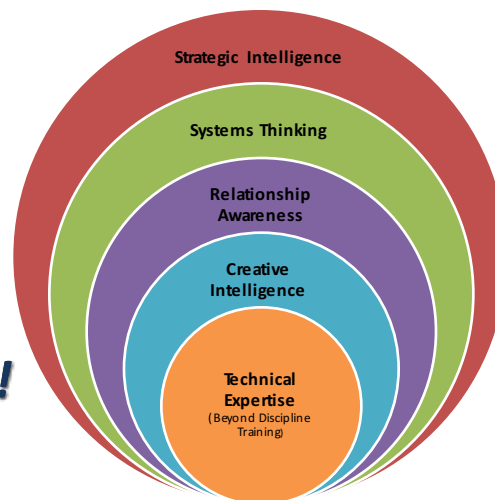 Strategic Intelligence
Systems Thinking
Relationship
Awareness
Creative
Intelligence
!
Technical
Expertise
(Beyond Discipline
Training)